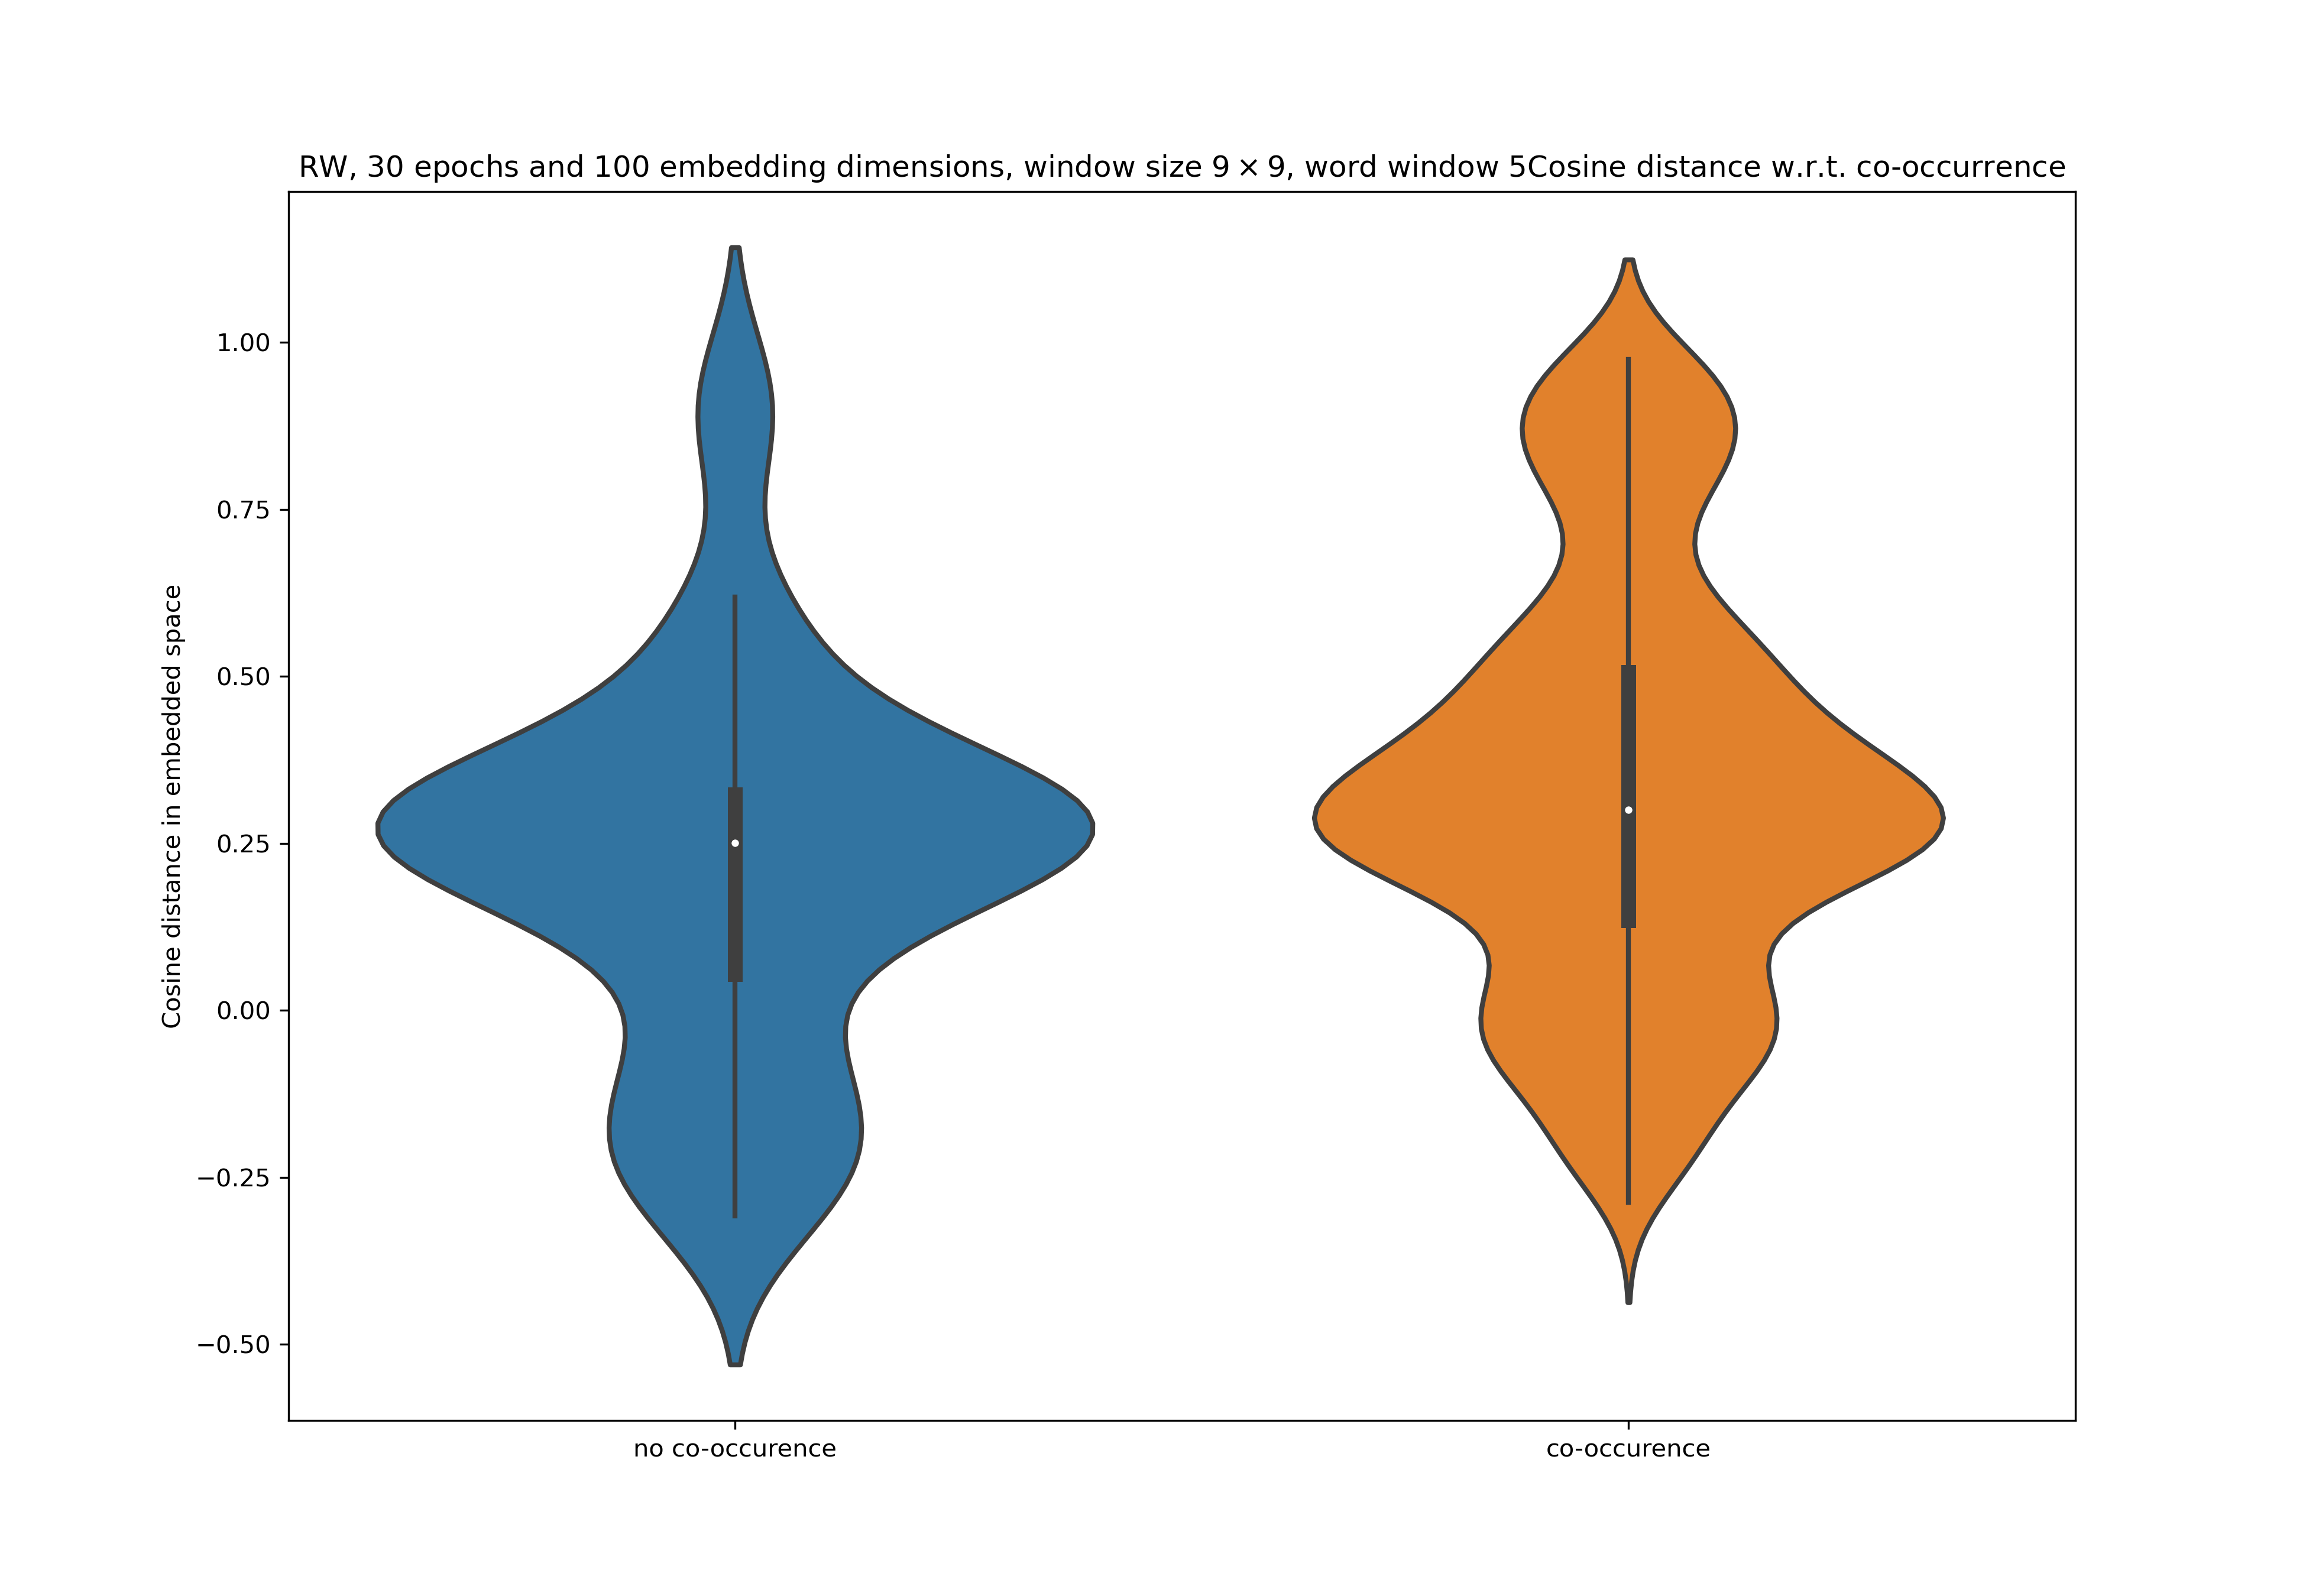 RW, 30 epochs and 100 embedding dimensions, window size 9 × 9, word window 5Cosine distance w.r.t. co-occurrence
Cosine distance in embedded space
1.00
0.75
0.50
0.25
0.00
−0.25
−0.50
no co-occurence
co-occurence